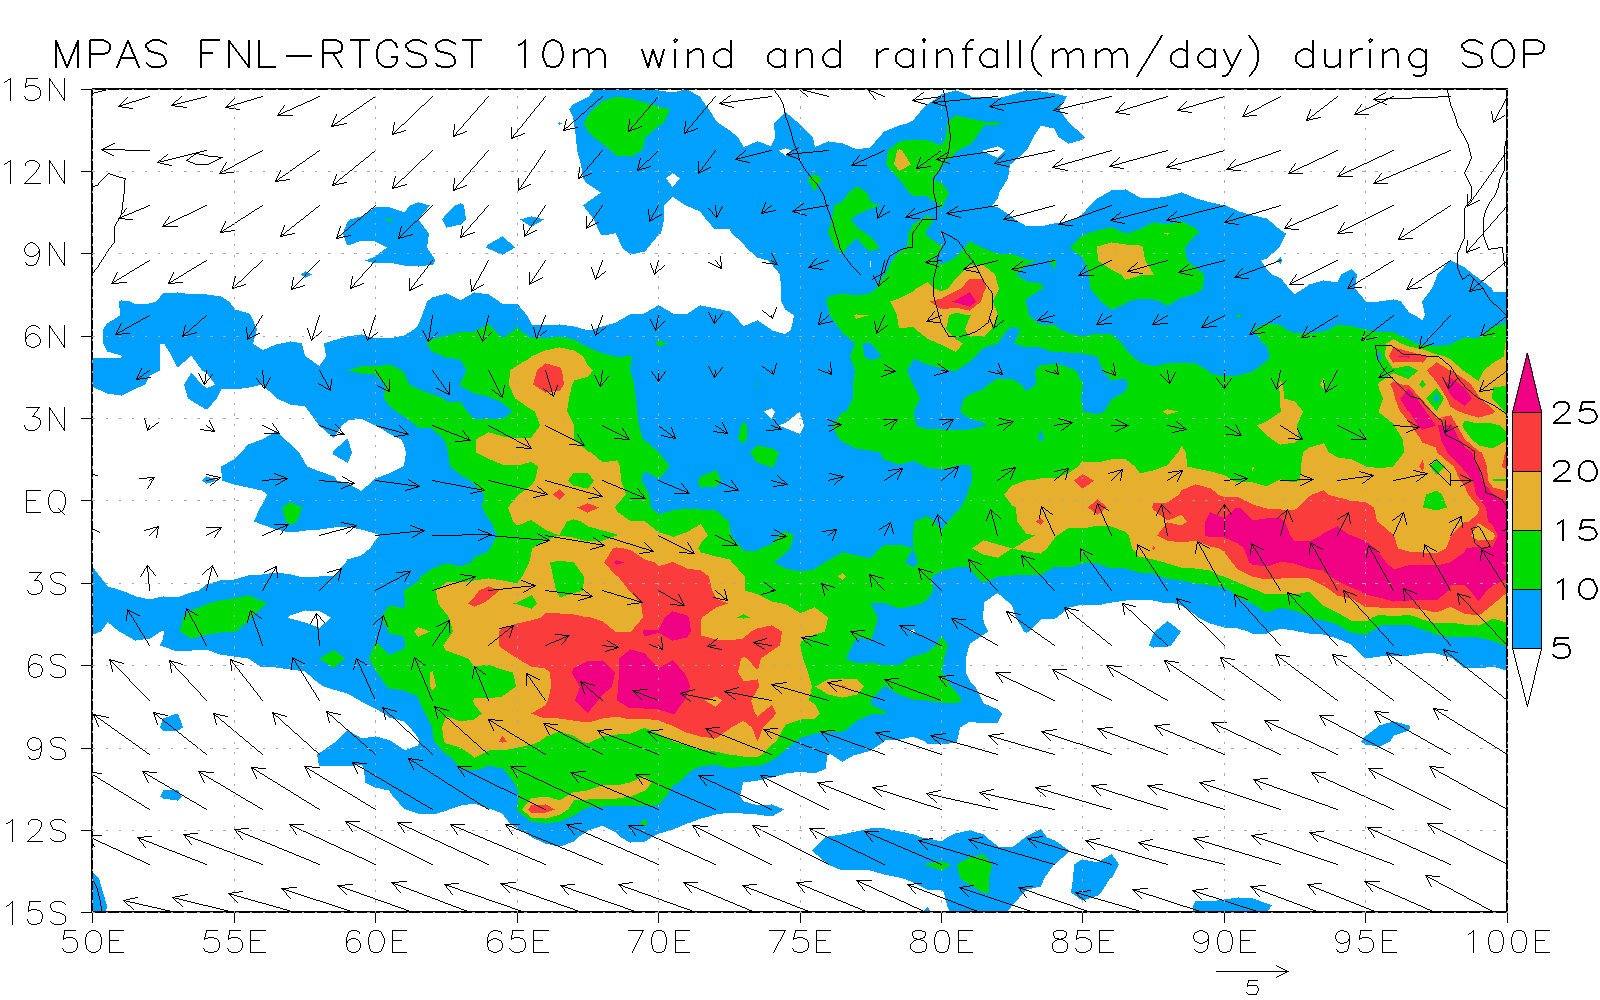 MPAS FNL-RTGSST 10m wind and rainfall(mm/day) during SOP
15N
12N
9N
6N
3N
EQ
3S
6S
9S
12S
15S
50E 55E 60E 65E 70E 75E 80E 85E 90E 95E 100E
25
20
15
10
5
5